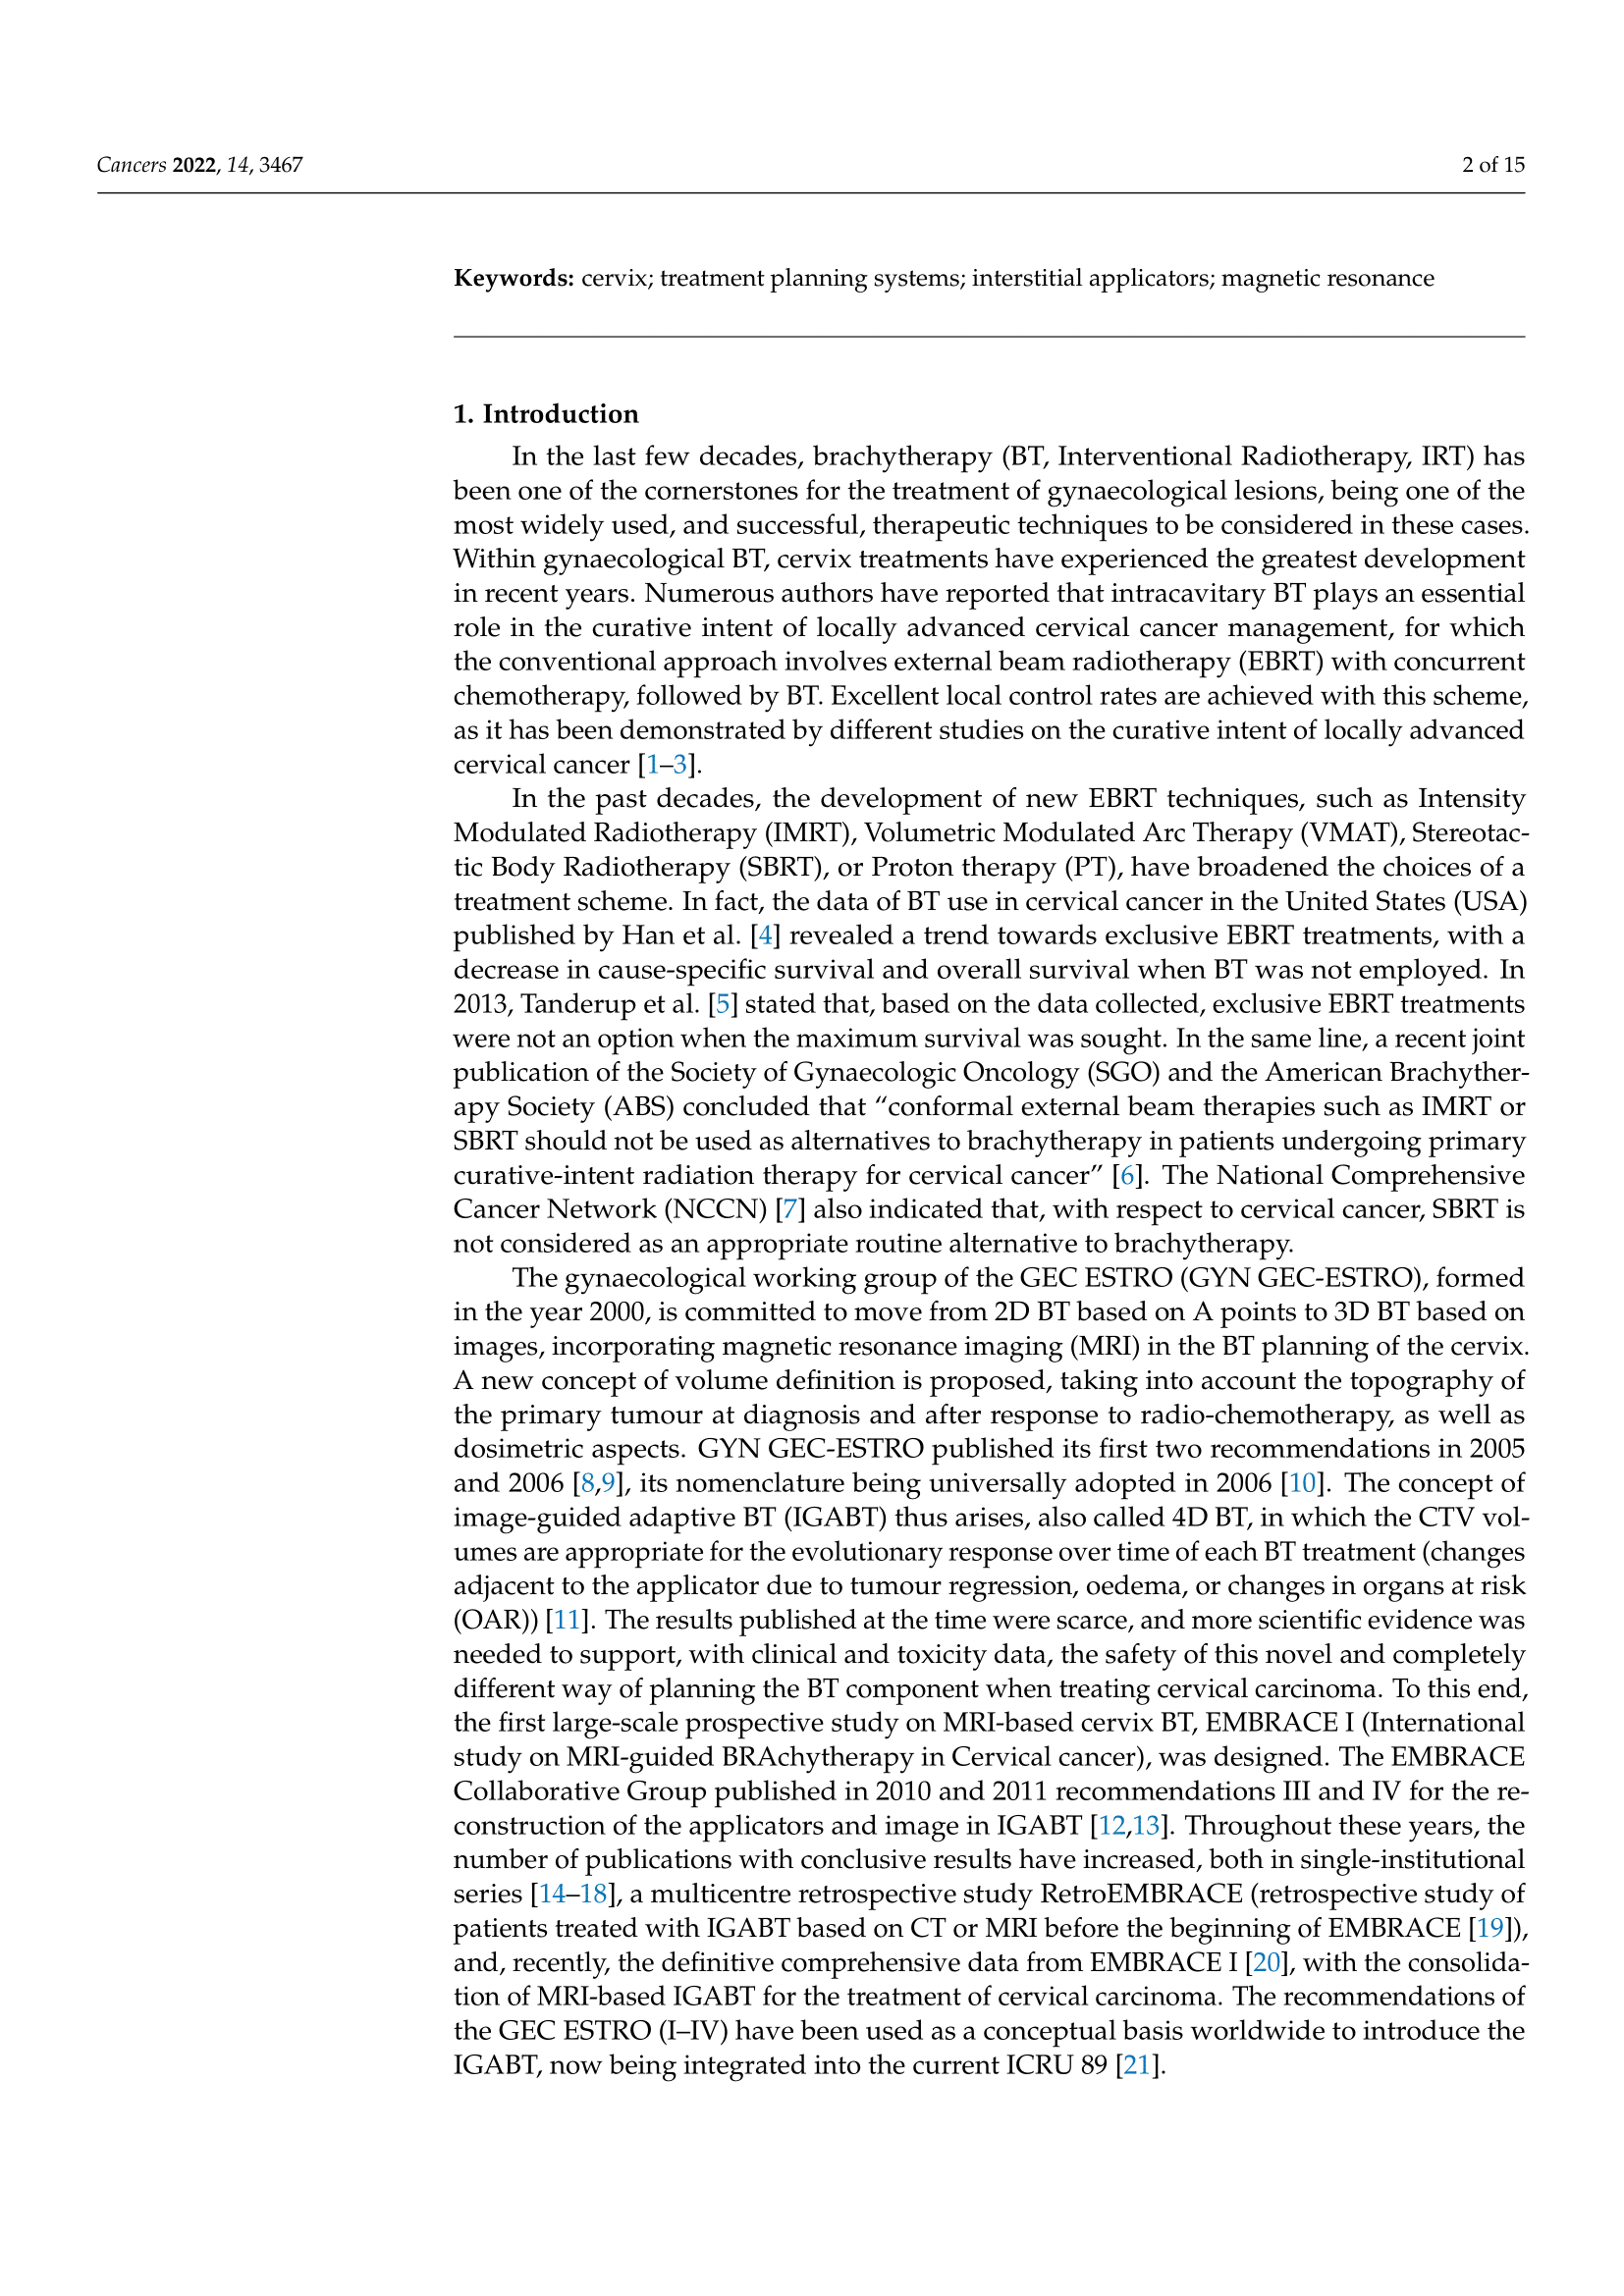 Cancers 2022, 14, 3467
2 of 15
Keywords: cervix; treatment planning systems; interstitial applicators; magnetic resonance
1. Introduction
In the last few decades, brachytherapy (BT, Interventional Radiotherapy, IRT) has
been one of the cornerstones for the treatment of gynaecological lesions, being one of the
most widely used, and successful, therapeutic techniques to be considered in these cases.
Within gynaecological BT, cervix treatments have experienced the greatest development
in recent years. Numerous authors have reported that intracavitary BT plays an essential
role in the curative intent of locally advanced cervical cancer management, for which
the conventional approach involves external beam radiotherapy (EBRT) with concurrent
chemotherapy, followed by BT. Excellent local control rates are achieved with this scheme,
as it has been demonstrated by different studies on the curative intent of locally advanced
cervical cancer [1–3].
In the past decades, the development of new EBRT techniques, such as Intensity
Modulated Radiotherapy (IMRT), Volumetric Modulated Arc Therapy (VMAT), Stereotac-
tic Body Radiotherapy (SBRT), or Proton therapy (PT), have broadened the choices of a
treatment scheme. In fact, the data of BT use in cervical cancer in the United States (USA)
published by Han et al. [4] revealed a trend towards exclusive EBRT treatments, with a
decrease in cause-specific survival and overall survival when BT was not employed. In
2013, Tanderup et al. [5] stated that, based on the data collected, exclusive EBRT treatments
were not an option when the maximum survival was sought. In the same line, a recent joint
publication of the Society of Gynaecologic Oncology (SGO) and the American Brachyther-
apy Society (ABS) concluded that “conformal external beam therapies such as IMRT or
SBRT should not be used as alternatives to brachytherapy in patients undergoing primary
curative-intent radiation therapy for cervical cancer” [6]. The National Comprehensive
Cancer Network (NCCN) [7] also indicated that, with respect to cervical cancer, SBRT is
not considered as an appropriate routine alternative to brachytherapy.
The gynaecological working group of the GEC ESTRO (GYN GEC-ESTRO), formed
in the year 2000, is committed to move from 2D BT based on A points to 3D BT based on
images, incorporating magnetic resonance imaging (MRI) in the BT planning of the cervix.
A new concept of volume definition is proposed, taking into account the topography of
the primary tumour at diagnosis and after response to radio-chemotherapy, as well as
dosimetric aspects. GYN GEC-ESTRO published its first two recommendations in 2005
and 2006 [8,9], its nomenclature being universally adopted in 2006 [10]. The concept of
image-guided adaptive BT (IGABT) thus arises, also called 4D BT, in which the CTV vol-
umes are appropriate for the evolutionary response over time of each BT treatment (changes
adjacent to the applicator due to tumour regression, oedema, or changes in organs at risk
(OAR)) [11]. The results published at the time were scarce, and more scientific evidence was
needed to support, with clinical and toxicity data, the safety of this novel and completely
different way of planning the BT component when treating cervical carcinoma. To this end,
the first large-scale prospective study on MRI-based cervix BT, EMBRACE I (International
study on MRI-guided BRAchytherapy in Cervical cancer), was designed. The EMBRACE
Collaborative Group published in 2010 and 2011 recommendations III and IV for the re-
construction of the applicators and image in IGABT [12,13]. Throughout these years, the
number of publications with conclusive results have increased, both in single-institutional
series [14–18], a multicentre retrospective study RetroEMBRACE (retrospective study of
patients treated with IGABT based on CT or MRI before the beginning of EMBRACE [19]),
and, recently, the definitive comprehensive data from EMBRACE I [20], with the consolida-
tion of MRI-based IGABT for the treatment of cervical carcinoma. The recommendations of
the GEC ESTRO (I–IV) have been used as a conceptual basis worldwide to introduce the
IGABT, now being integrated into the current ICRU 89 [21].